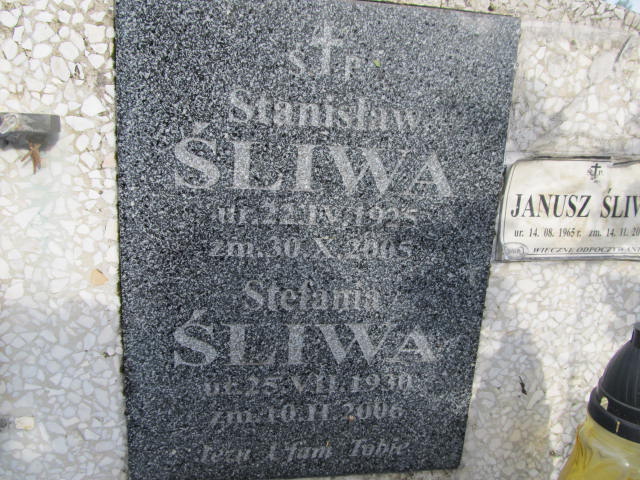 Ś P
Stanisław
ŚLIWA
ur. 22.IV.1925
zm. 30.X.2005
Stefania
ŚLIWA
ur. 25.VII.1930
zm. 10.II.2006
Jezu Ufam Tobie
Ś P
JANUSZ ŚLIW
ur. 14. 08. 1965 r. zm. 14. 11. 20
WIECZNE ODPOCZYWAN